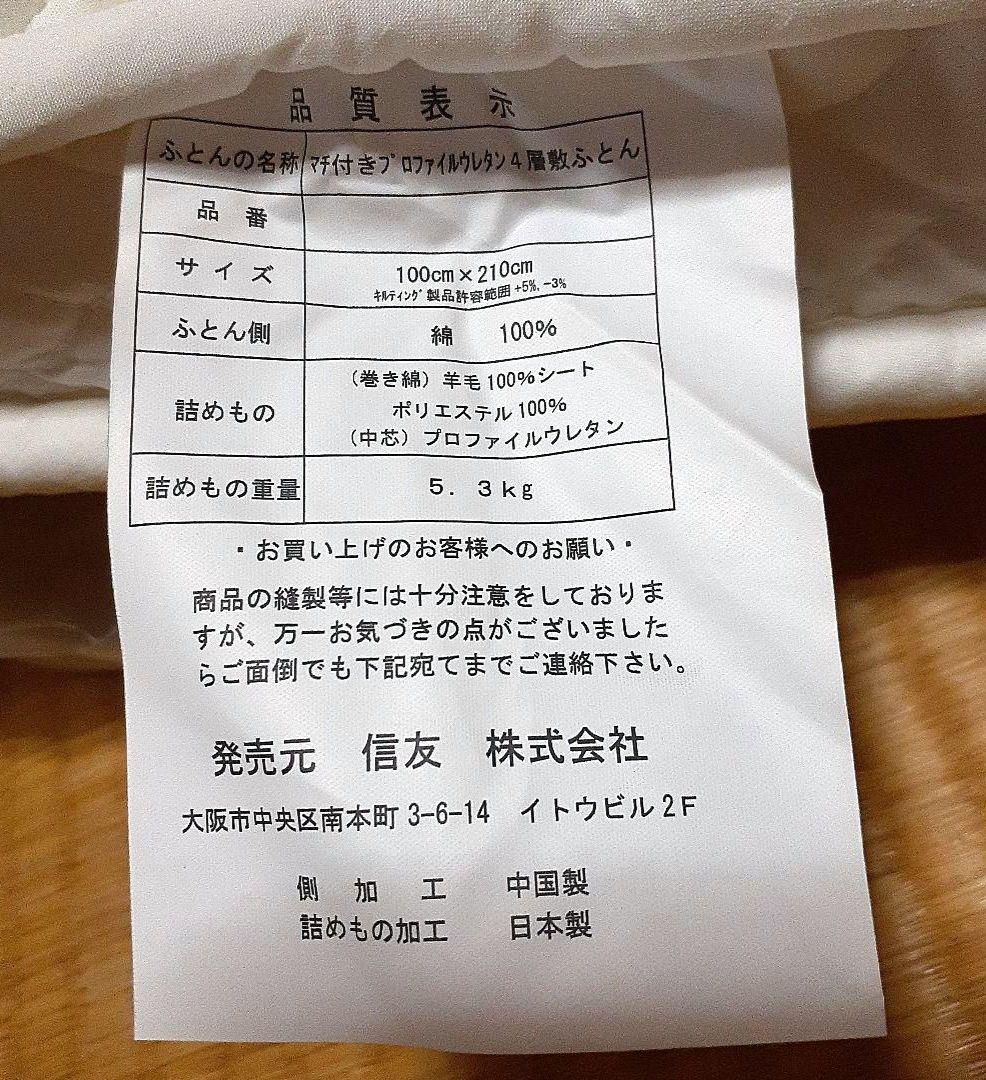 品質表示
ふとんの名称 ﾏﾁ付きﾌﾟﾛﾌｧｲﾙｳﾚﾀﾝ4層敷ふとん
品番
サイズ 100cm×210cm
ｷﾙﾃｨﾝｸﾞ製品許容範囲+5%,-3%
ふとん側 綿 100%
詰めもの (巻き綿)羊毛100%シート
ポリエステル100%
(中芯)プロファイルウレタン
詰めもの重量 5.3kg
・お買い上げのお客様へのお願い・
商品の縫製等には十分注意をしておりま
すが、万一お気づきの点がございました
らご面倒でも下記宛てまでご連絡下さい。
発売元 信友 株式会社
大阪市中央区南本町3-6-14 イトウビル2F
側加工 中国製
詰めもの加工 日本製